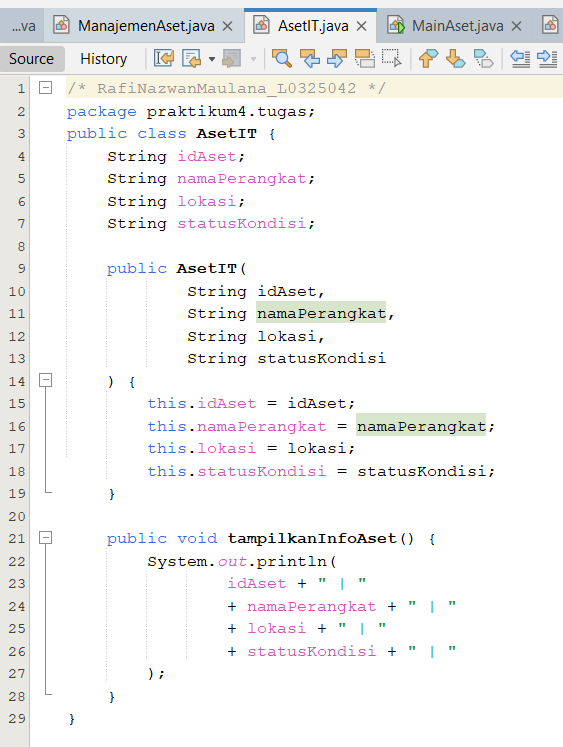 ...va ManajemenAset.java AsetIT.java MainAset.java
Source History
1 /* RafiNazwanMaulana_L0325042 */
2 package praktikum4.tugas;
3 public class AsetIT {
4 String idAset;
5 String namaPerangkat;
6 String lokasi;
7 String statusKondisi;
8
9 public AsetIT(
10 String idAset,
11 String namaPerangkat,
12 String lokasi,
13 String statusKondisi
14 ) {
15 this.idAset = idAset;
16 this.namaPerangkat = namaPerangkat;
17 this.lokasi = lokasi;
18 this.statusKondisi = statusKondisi;
19 }
20
21 public void tampilkanInfoAset() {
22 System.out.println(
23 idAset + " | "
24 + namaPerangkat + " | "
25 + lokasi + " | "
26 + statusKondisi + " | "
27 );
28 }
29 }